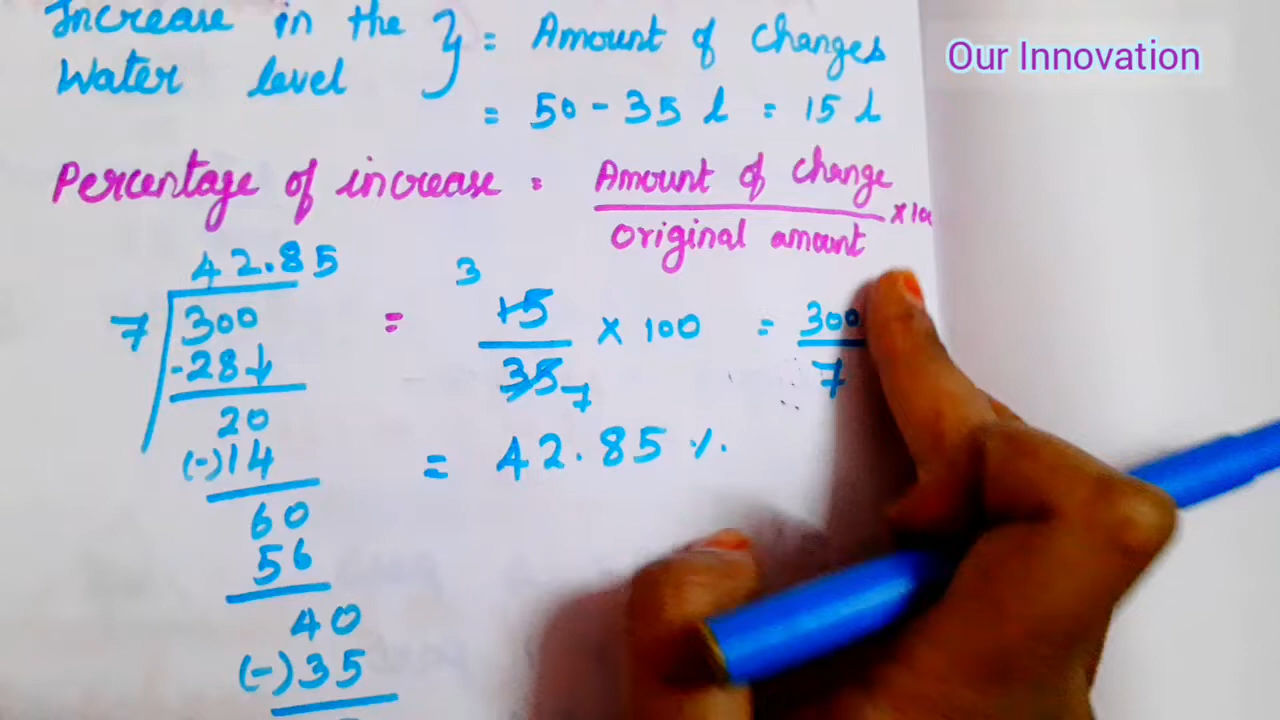 Increase in the } = Amount of changes
Water level
= 50 - 35 l = 15 l
Our Innovation
Percentage of increase = Amount of change / original amount × 10
42.85
7 300
-28↓
20
(-)14
60
56
40
(-)35
= 3 15 / 35 7 × 100 = 300 / 7
= 42.85 %